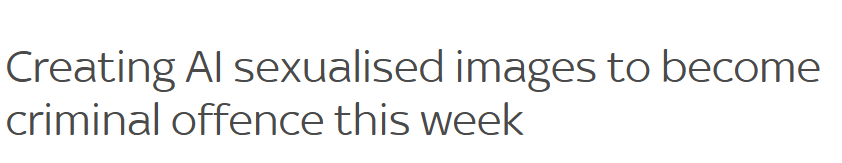 Creating AI sexualised images to become
criminal offence this week